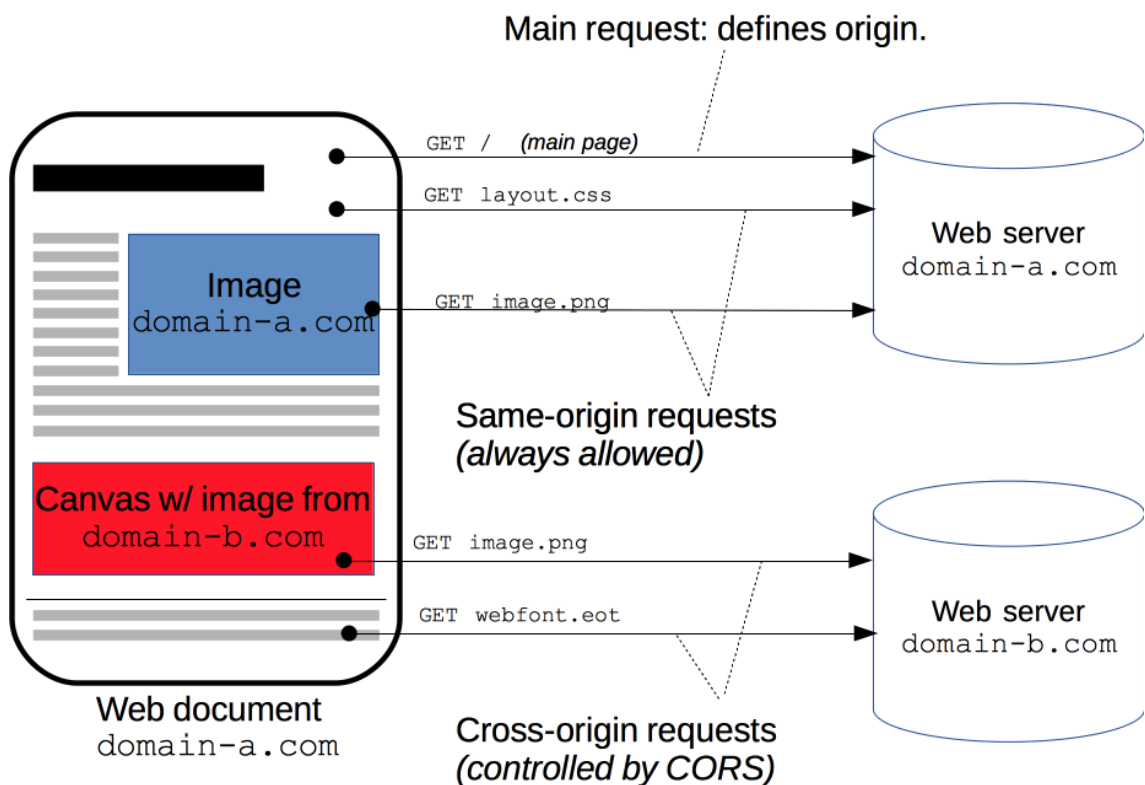 Main request: defines origin.
GET / (main page)
GET layout.css
Image
domain-a.com
GET image.png
Web server
domain-a.com
Same-origin requests
(always allowed)
Canvas w/ image from
domain-b.com
GET image.png
GET webfont.eot
Web server
domain-b.com
Web document
domain-a.com
Cross-origin requests
(controlled by CORS)